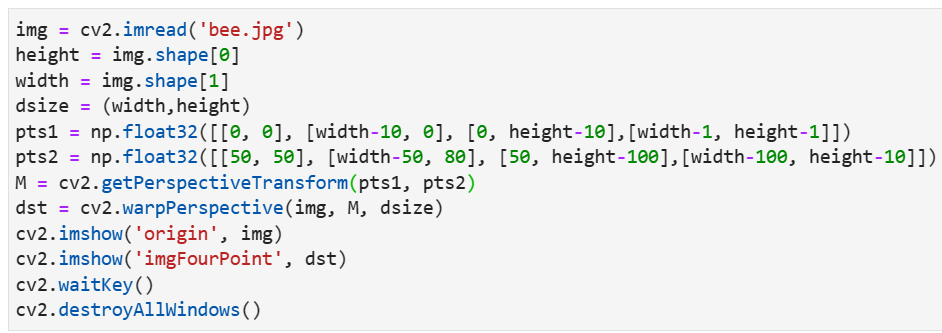 img = cv2.imread('bee.jpg')
height = img.shape[0]
width = img.shape[1]
dsize = (width,height)
pts1 = np.float32([[0, 0], [width-10, 0], [0, height-10],[width-1, height-1]])
pts2 = np.float32([[50, 50], [width-50, 80], [50, height-100],[width-100, height-10]])
M = cv2.getPerspectiveTransform(pts1, pts2)
dst = cv2.warpPerspective(img, M, dsize)
cv2.imshow('origin', img)
cv2.imshow('imgFourPoint', dst)
cv2.waitKey()
cv2.destroyAllWindows()